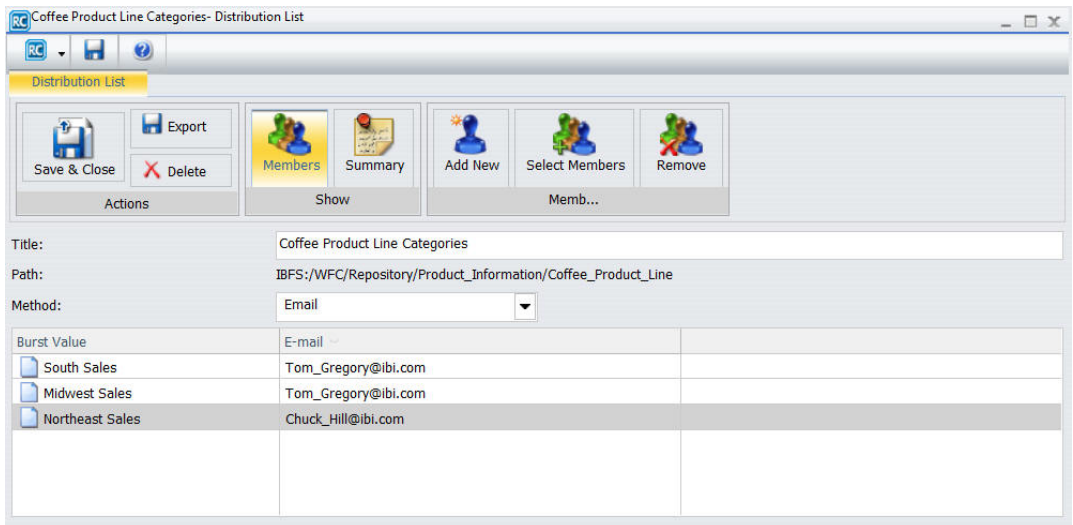 RC Coffee Product Line Categories- Distribution List
RC
Distribution List
Save & Close
Export
Delete
Actions
Members
Summary
Show
Add New
Select Members
Remove
Memb...
Title: Coffee Product Line Categories
Path: IBFS:/WFC/Repository/Product_Information/Coffee_Product_Line
Method: Email
Burst Value E-mail
South Sales Tom_Gregory@ibi.com
Midwest Sales Tom_Gregory@ibi.com
Northeast Sales Chuck_Hill@ibi.com